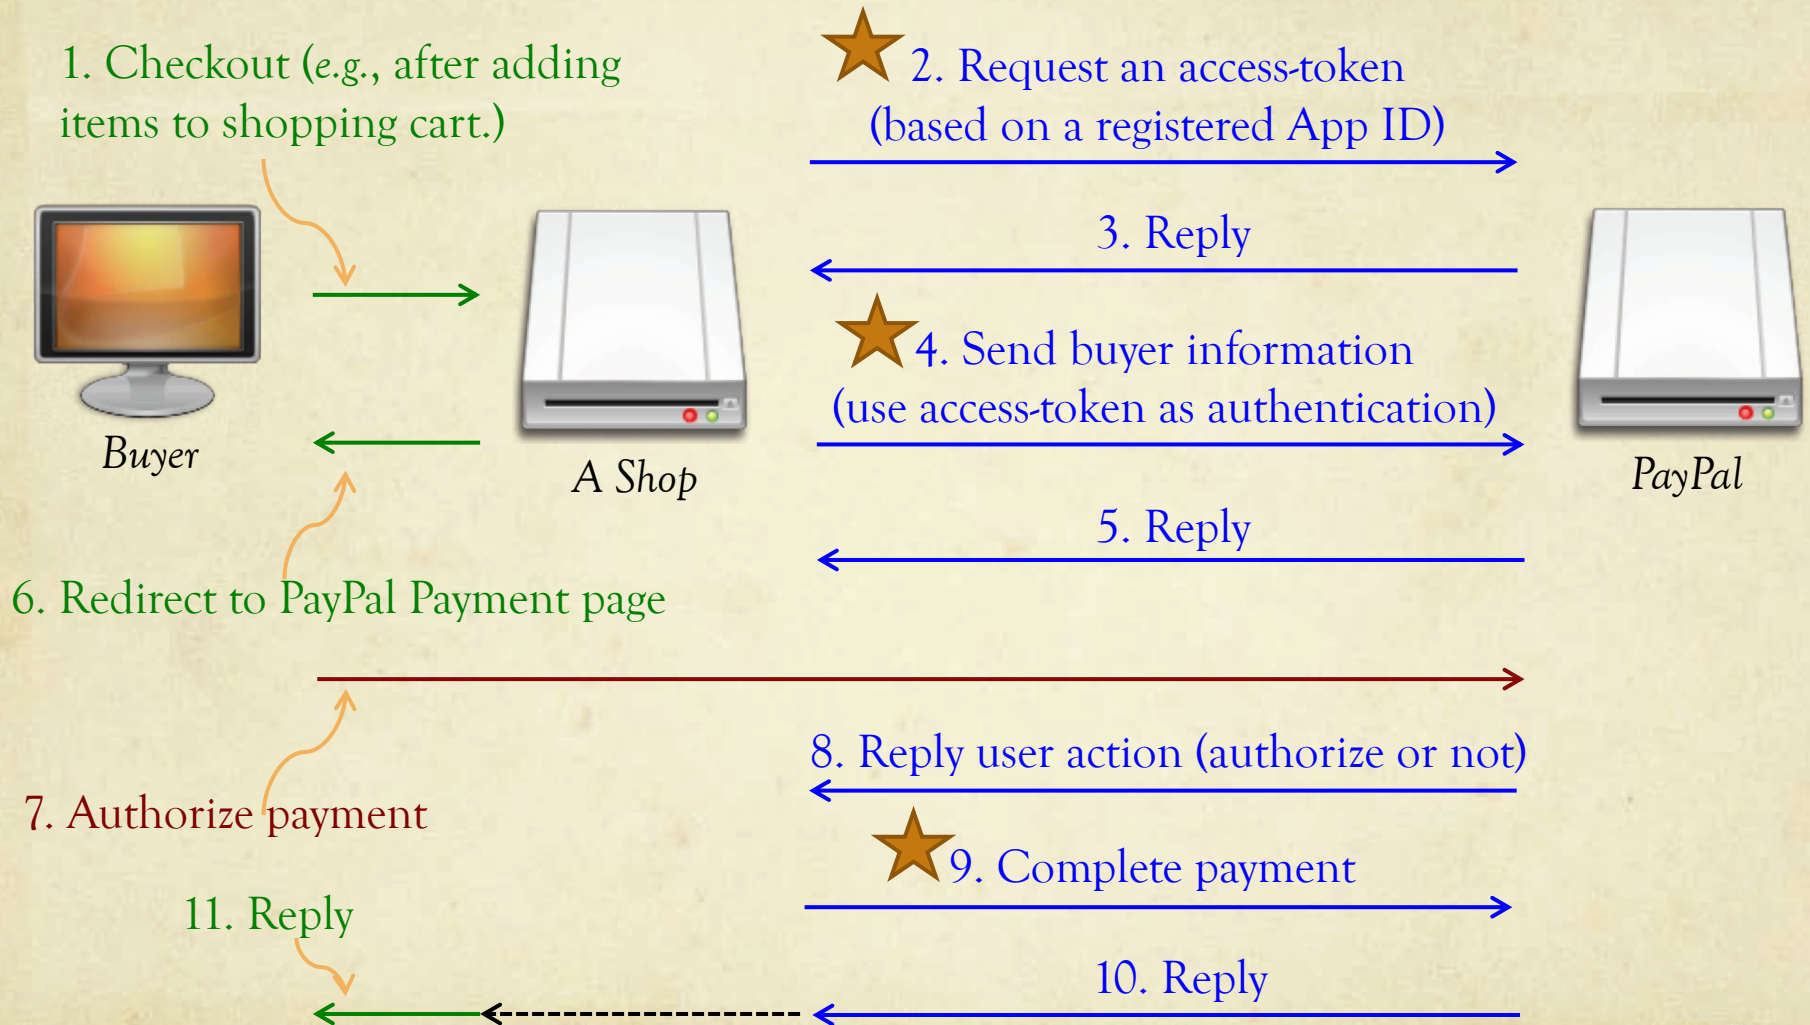 1. Checkout (e.g., after adding
items to shopping cart.)
2. Request an access-token
(based on a registered App ID)
3. Reply
4. Send buyer information
(use access-token as authentication)
Buyer
A Shop
PayPal
5. Reply
6. Redirect to PayPal Payment page
8. Reply user action (authorize or not)
7. Authorize payment
9. Complete payment
11. Reply
10. Reply